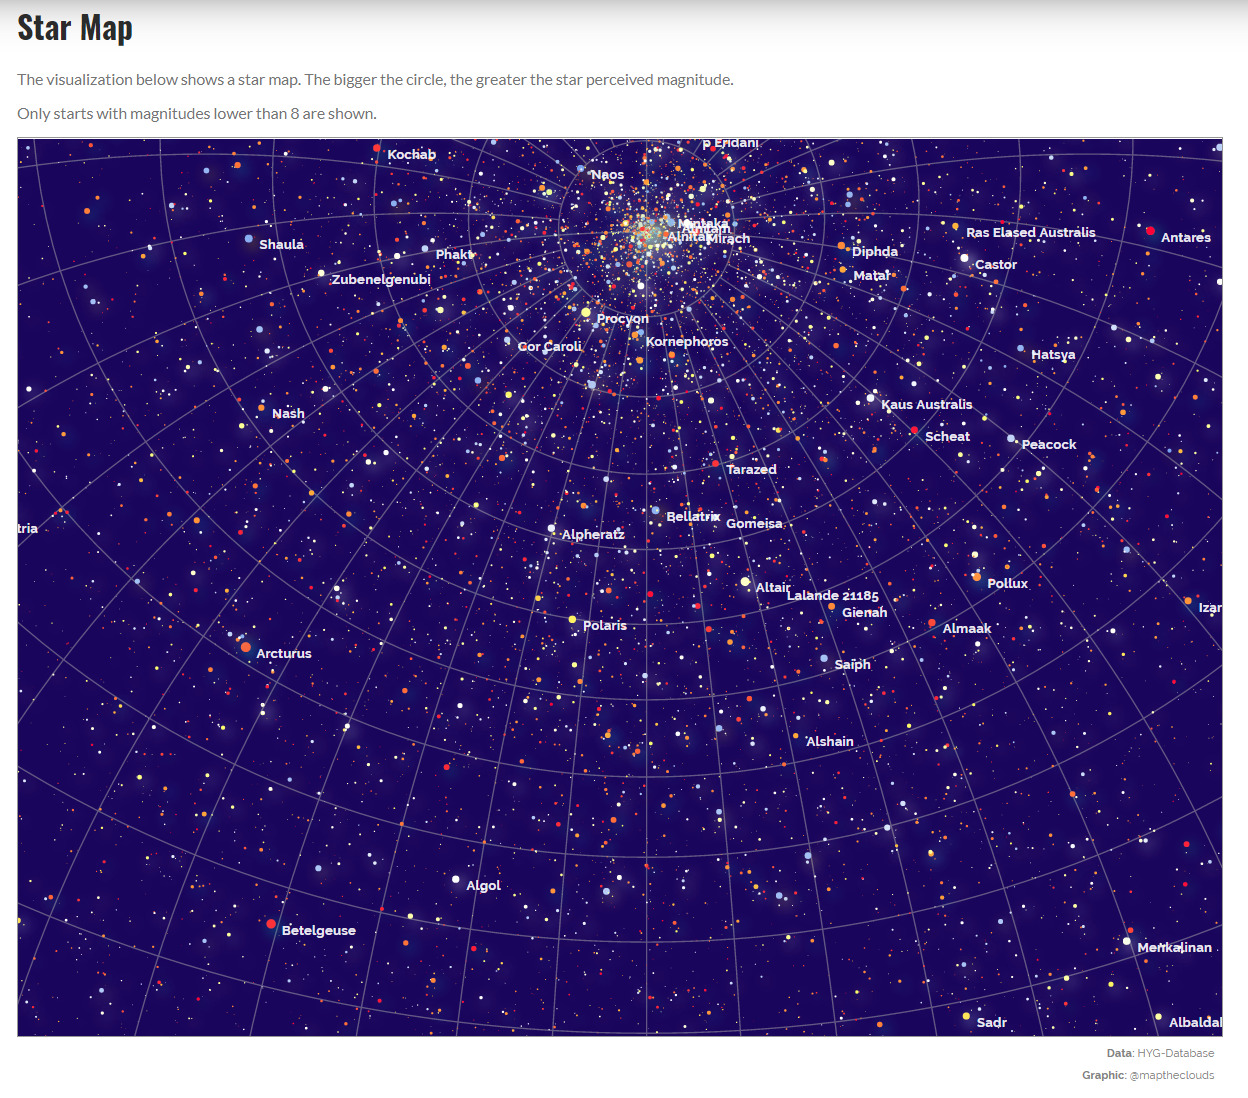 Star Map
The visualization below shows a star map. The bigger the circle, the greater the star perceived magnitude.
Only starts with magnitudes lower than 8 are shown.
p Eridani
Kochab
Naos
Mintaka
Alnitak
Mirach
Ras Elased Australis
Antares
Shaula
Phakt
Diphda
Castor
Matar
Zubenelgenubi
Procyon
Kornephoros
Cor Caroli
Hatsya
Kaus Australis
Nash
Scheat
Peacock
Tarazed
Bellatrix
Gomeisa
tria
Alpheratz
Altair
Pollux
Lalande 21185
Gienah
Izar
Polaris
Almaak
Arcturus
Saiph
Alshain
Algol
Betelgeuse
Menkalinan
Sadr
Albaldal
Data: HYG-Database
Graphic: @maptheclouds